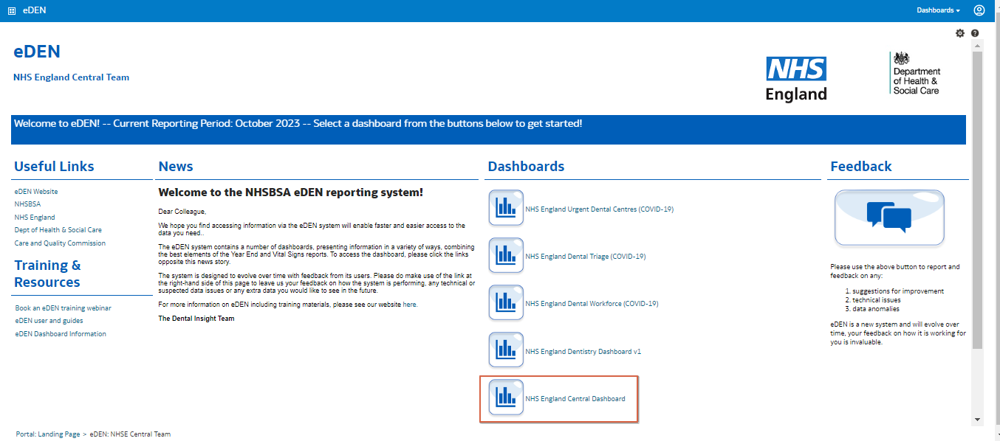 eDEN
Dashboards
eDEN
NHS England Central Team
NHS
England
Department
of Health &
Social Care
Welcome to eDEN! -- Current Reporting Period: October 2023 -- Select a dashboard from the buttons below to get started!
Useful Links
eDEN Website
NHSBSA
NHS England
Dept of Health & Social Care
Care and Quality Commission
Training &
Resources
Book an eDEN training webinar
eDEN user and guides
eDEN Dashboard Information
News
Welcome to the NHSBSA eDEN reporting system!
Dear Colleague,
We hope you find accessing information via the eDEN system will enable faster and easier access to the
data you need..
The eDEN system contains a number of dashboards, presenting information in a variety of ways, combining
the best elements of the Year End and Vital Signs reports. To access the dashboard, please click the links
opposite this news story.
The system is designed to evolve over time with feedback from its users. Please do make use of the link at
the right-hand side of this page to leave us your feedback on how the system is performing, any technical or
suspected data issues or any extra data you would like to see in the future.
For more information on eDEN including training materials, please see our website here.
The Dental Insight Team
Dashboards
NHS England Urgent Dental Centres (COVID-19)
NHS England Dental Triage (COVID-19)
NHS England Dental Workforce (COVID-19)
NHS England Dentistry Dashboard v1
NHS England Central Dashboard
Feedback
Please use the above button to report and
feedback on any:
1. suggestions for improvement
2. technical issues
3. data anomalies
eDEN is a new system and will evolve over
time, your feedback on how it is working for
you is invaluable.
Portal: Landing Page > eDEN: NHSE Central Team